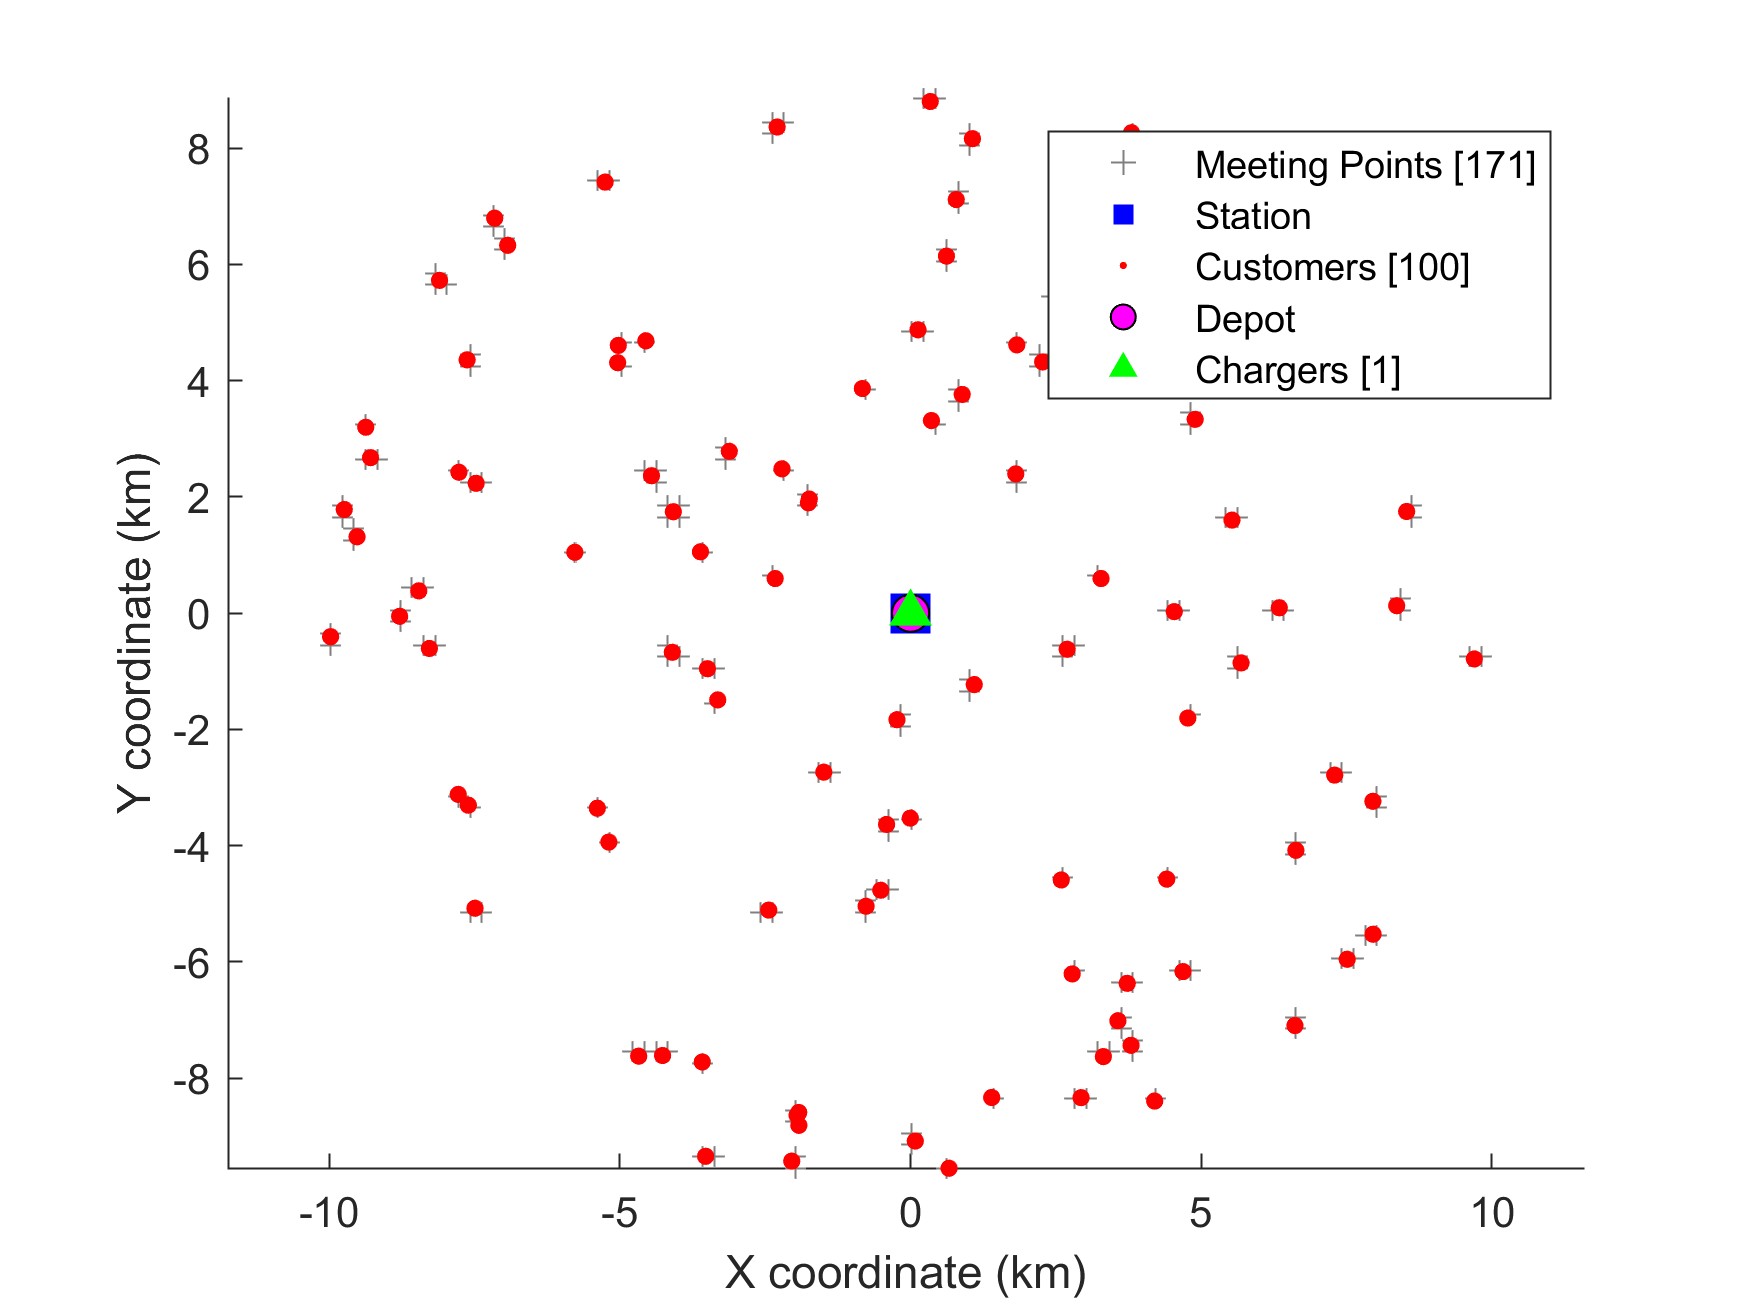 8
6
4
2
0
-2
-4
-6
-8
Y coordinate (km)
Meeting Points [171]
Station
Customers [100]
Depot
Chargers [1]
-10 -5 0 5 10
X coordinate (km)